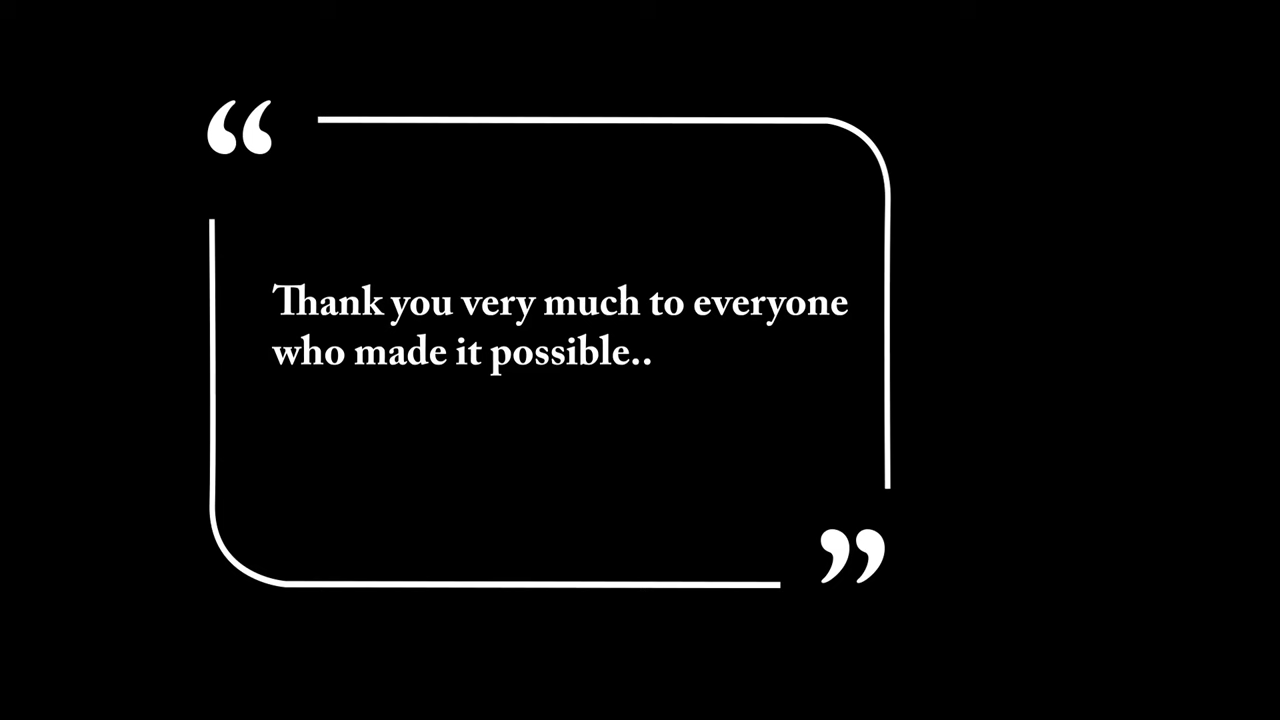 “
Thank you very much to everyone
who made it possible..
”